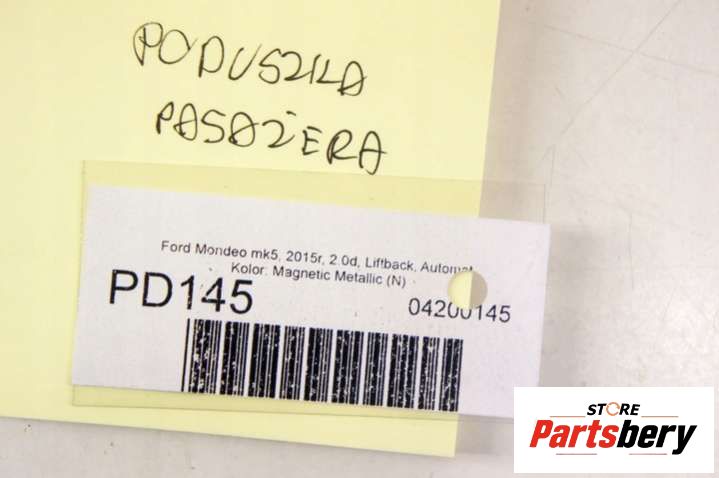 PODUSZKA
PASAŻERA
Ford Mondeo mk5, 2015r, 2.0d, Liftback, Automat
Kolor: Magnetic Metallic (N)
PD145
04200145
STORE
Partsbery